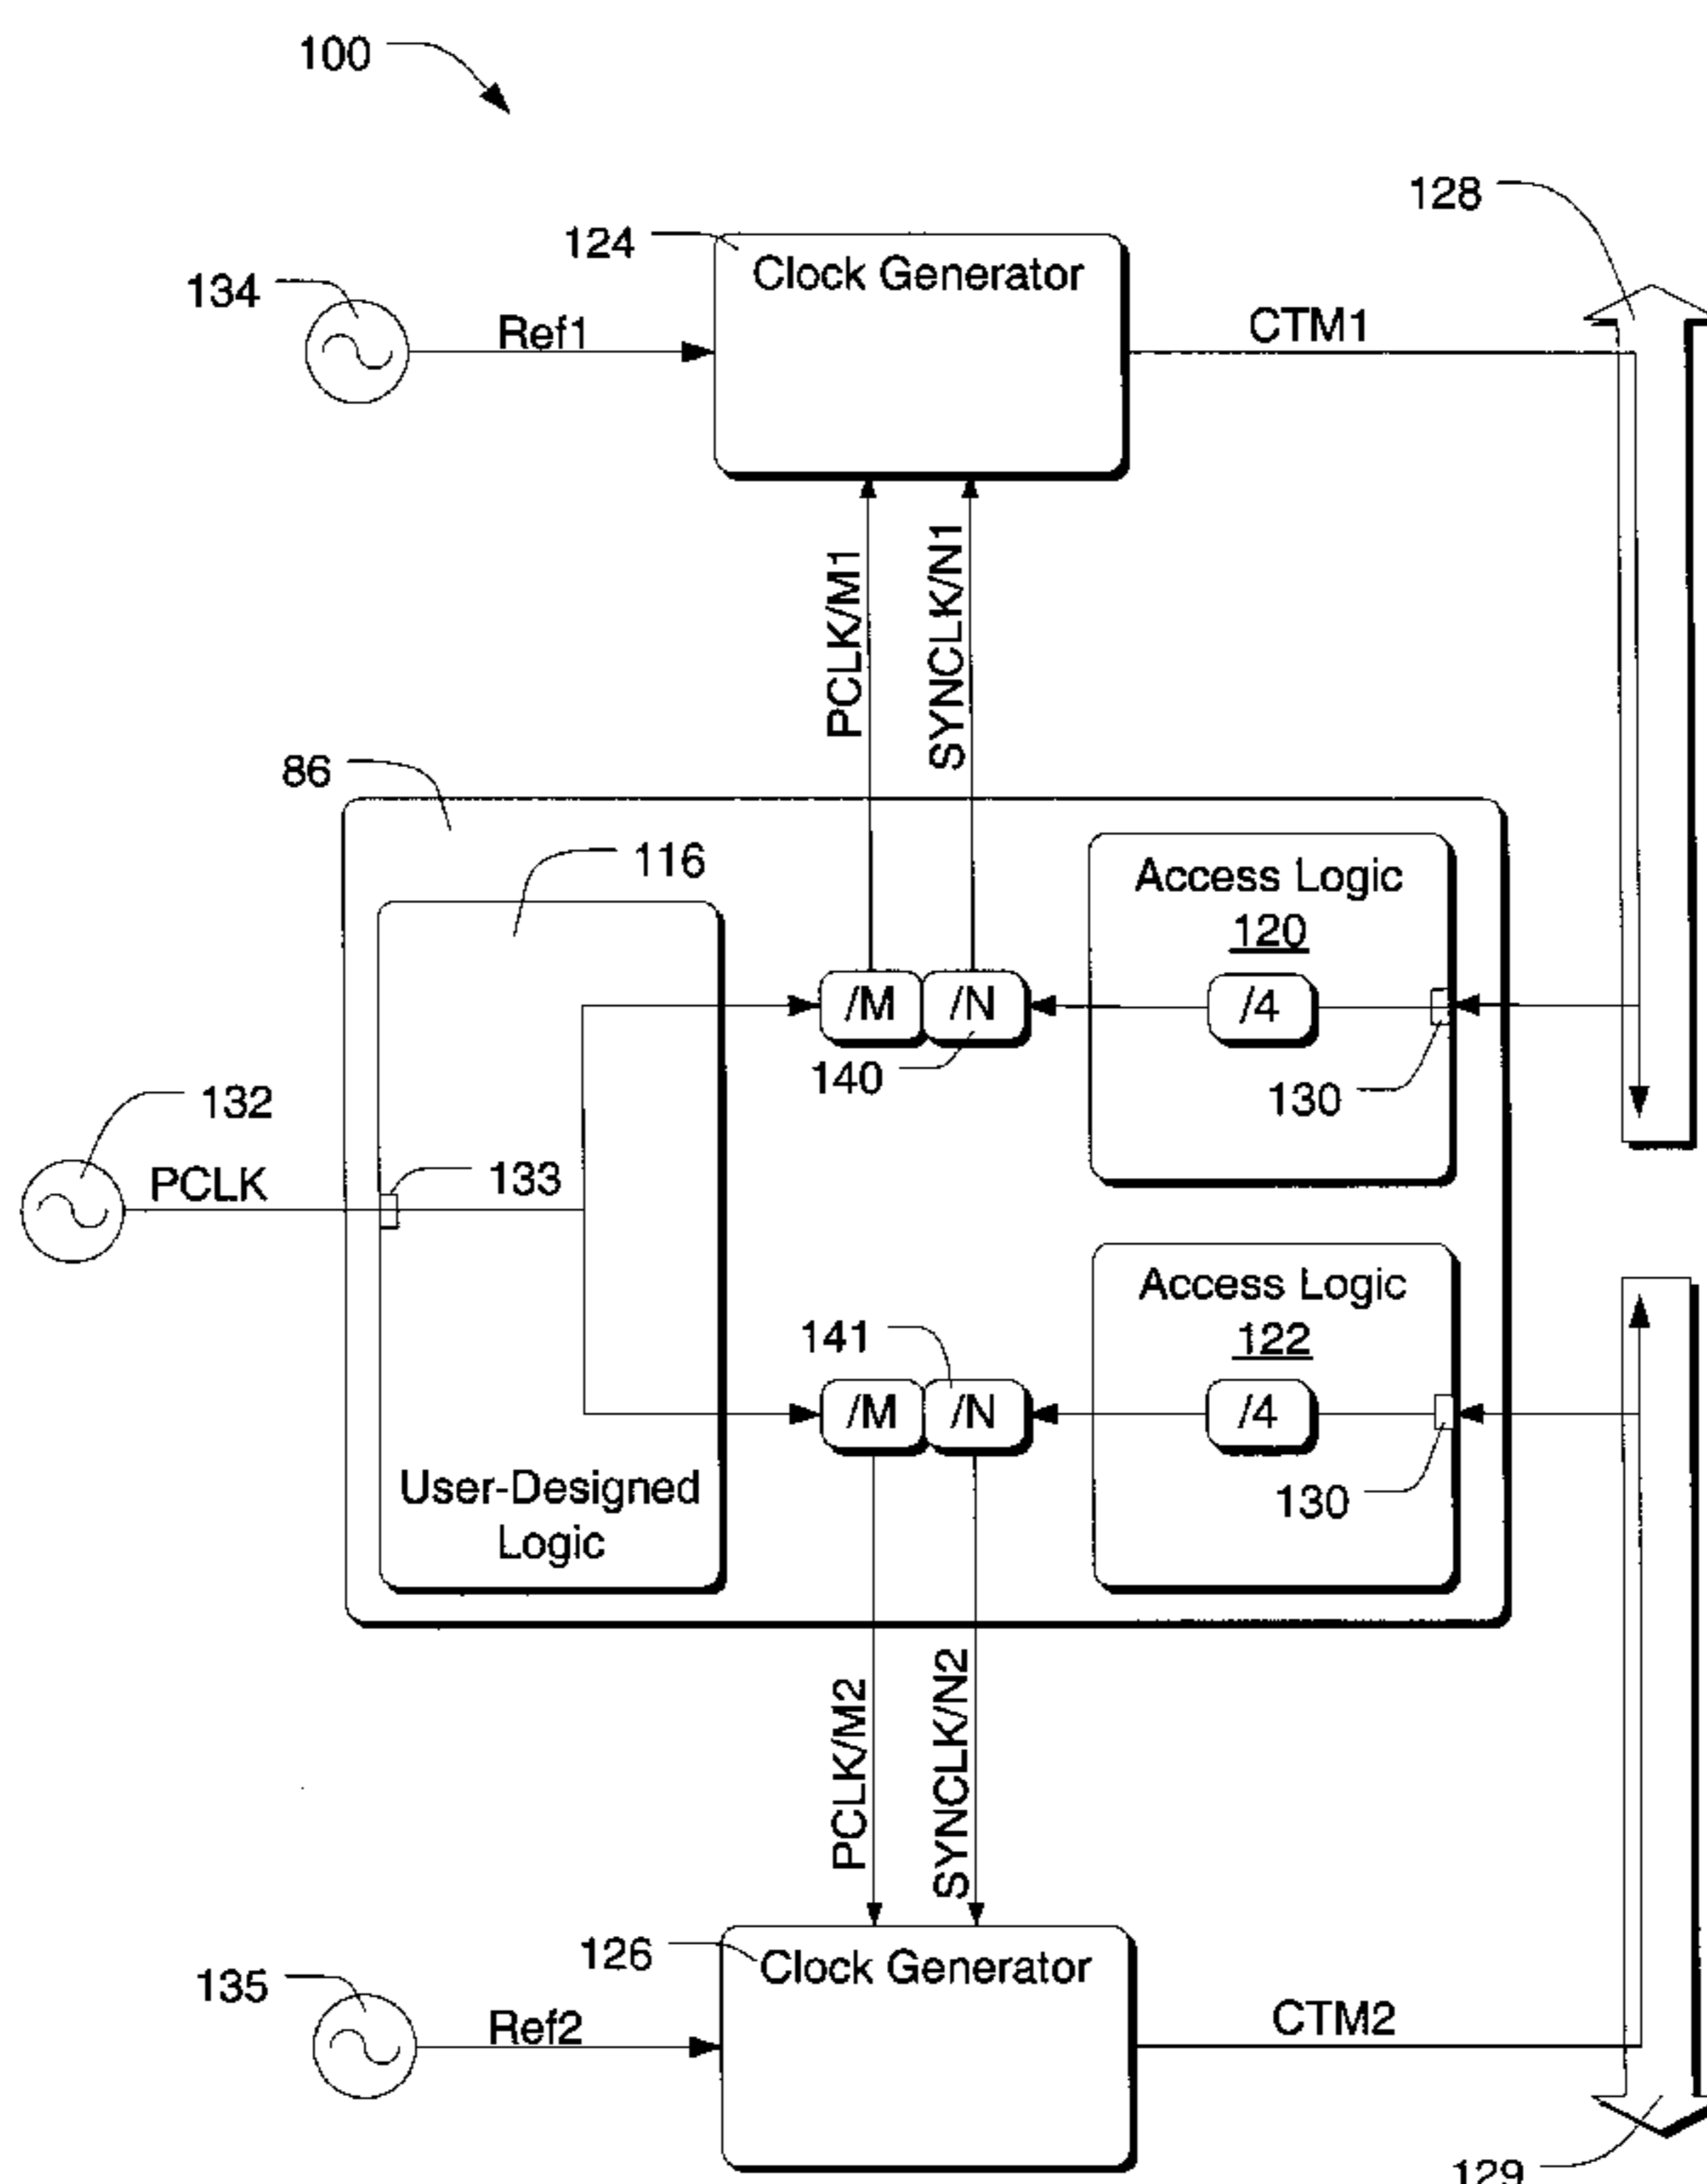 100
128
124
Clock Generator
134
Ref1
CTM1
PCLK/M1
SYNCLK/N1
86
116
Access Logic
120
/M
/N
/4
140
130
132
PCLK
133
Access Logic
122
141
/M
/N
/4
130
User-Designed
Logic
PCLK/M2
SYNCLK/N2
126
Clock Generator
135
Ref2
CTM2
129